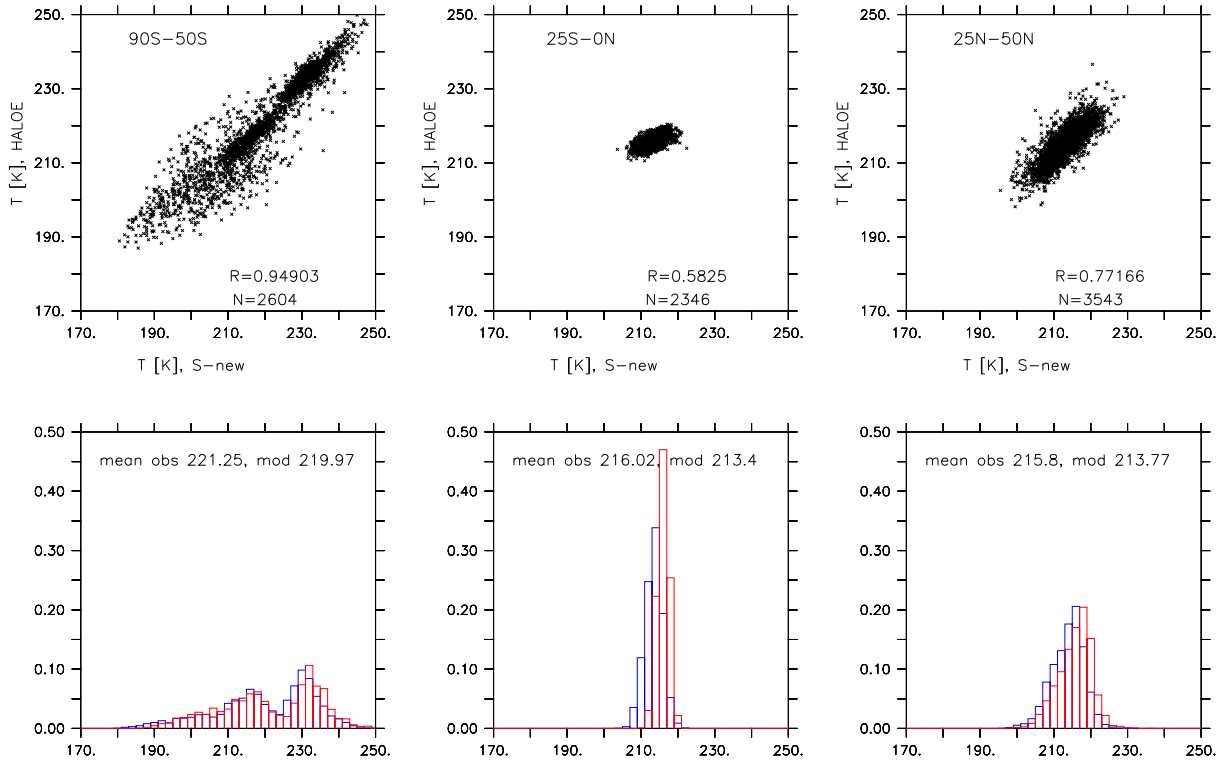 250.
230.
210.
190.
170.
T [K], HALOE
90S-50S
R=0.94903
N=2604
170. 190. 210. 230. 250.
T [K], S-new
250.
230.
210.
190.
170.
T [K], HALOE
25S-0N
R=0.5825
N=2346
170. 190. 210. 230. 250.
T [K], S-new
250.
230.
210.
190.
170.
T [K], HALOE
25N-50N
R=0.77166
N=3543
170. 190. 210. 230. 250.
T [K], S-new
0.50
0.40
0.30
0.20
0.10
0.00
mean obs 221.25, mod 219.97
170. 190. 210. 230. 250.
0.50
0.40
0.30
0.20
0.10
0.00
mean obs 216.02, mod 213.4
170. 190. 210. 230. 250.
0.50
0.40
0.30
0.20
0.10
0.00
mean obs 215.8, mod 213.77
170. 190. 210. 230. 250.